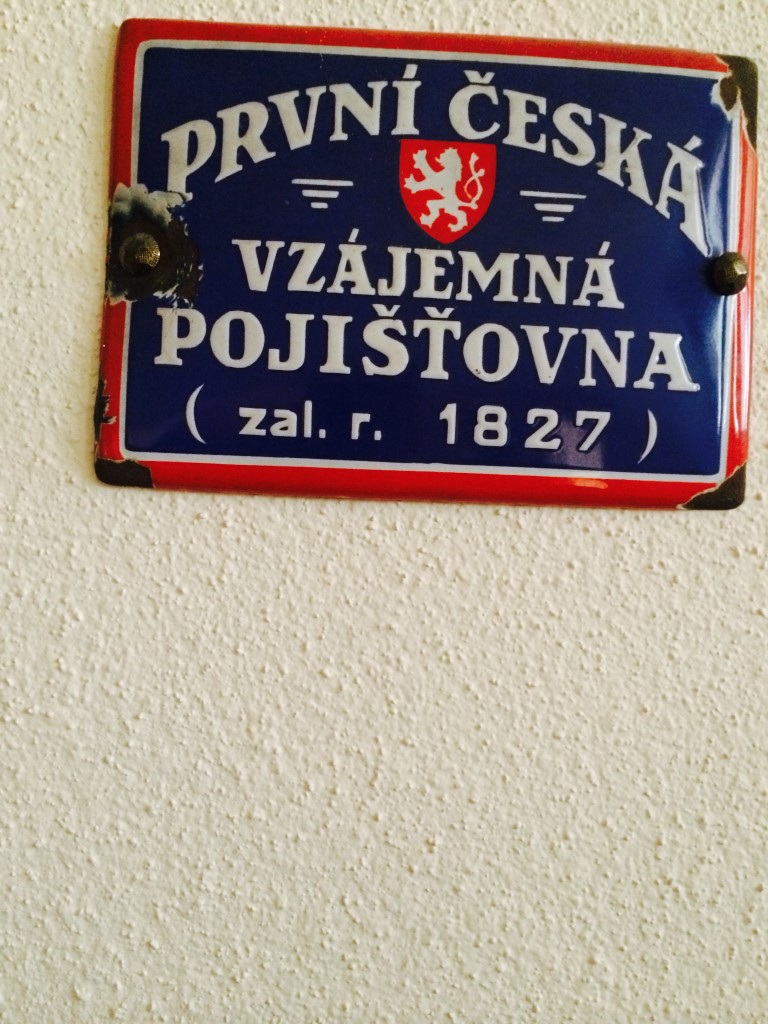 PRVNÍ ČESKÁ
VZÁJEMNÁ
POJIŠŤOVNA
( zal. r. 1827 )